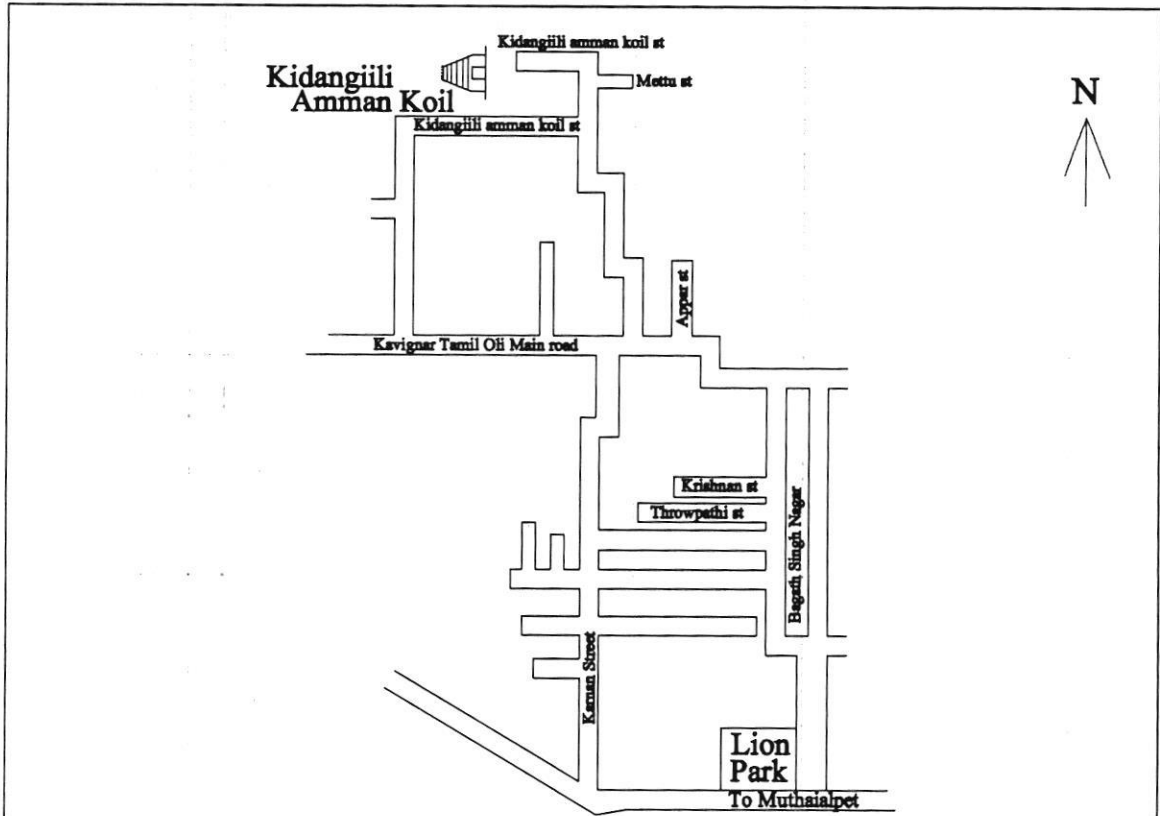 Kidangiili amman koil st
Kidangiili
Amman Koil
Mettu st
N
Kidangiili amman koil st
Appar st
Kavignar Tamil Oli Main road
Krishnan st
Throwpathi st
Bagath Singh Nagar
Karnan Street
Lion
Park
To Muthaialpet